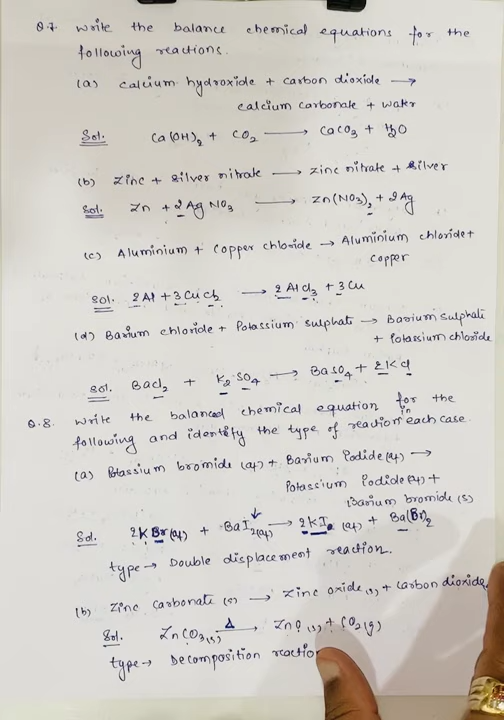 Q.7 Write the balance chemical equations for the
following reactions.
(a) calcium hydroxide + carbon dioxide →
calcium carbonate + water
Sol. Ca(OH)₂ + CO₂ → CaCO₃ + H₂O
(b) Zinc + Silver nitrate → zinc nitrate + silver
Sol. Zn + 2AgNO₃ → Zn(NO₃)₂ + 2Ag
(c) Aluminium + Copper chloride → Aluminium chloride +
Copper
Sol. 2Al + 3CuCl₂ → 2AlCl₃ + 3Cu
(d) Barium chloride + Potassium sulphate → Barium sulphate
+ Potassium chloride
Sol. BaCl₂ + K₂SO₄ → BaSO₄ + 2KCl
Q.8. Write the balanced chemical equation for the
following and identify the type of reaction in each case.
(a) Potassium bromide (aq) + Barium Iodide (aq) →
Potassium Iodide (aq) +
Barium bromide (s)
Sol. 2KBr(aq) + BaI₂(aq) → 2KI (aq) + Ba(Br)₂
type → Double displacement reaction.
(b) Zinc carbonate (s) → Zinc oxide (s) + Carbon dioxide
Sol. ZnCO₃(s) Δ→ ZnO (s) + CO₂(g)
type → Decomposition reaction